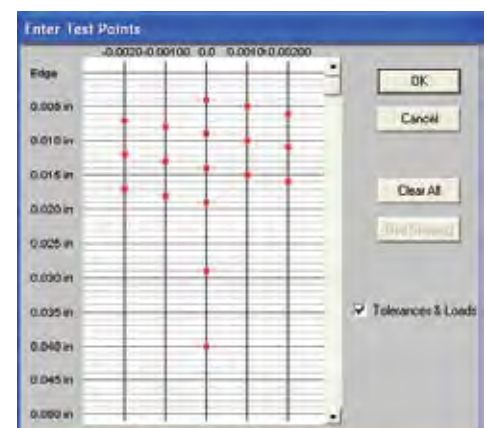 Enter Test Points
-0.0020-0.00100 0.0 0.00100.00200
Edge
0.005 in
0.010 in
0.015 in
0.020 in
0.025 in
0.030 in
0.035 in
0.040 in
0.045 in
0.050 in
OK
Cancel
Clear All
Tolerances & Loads